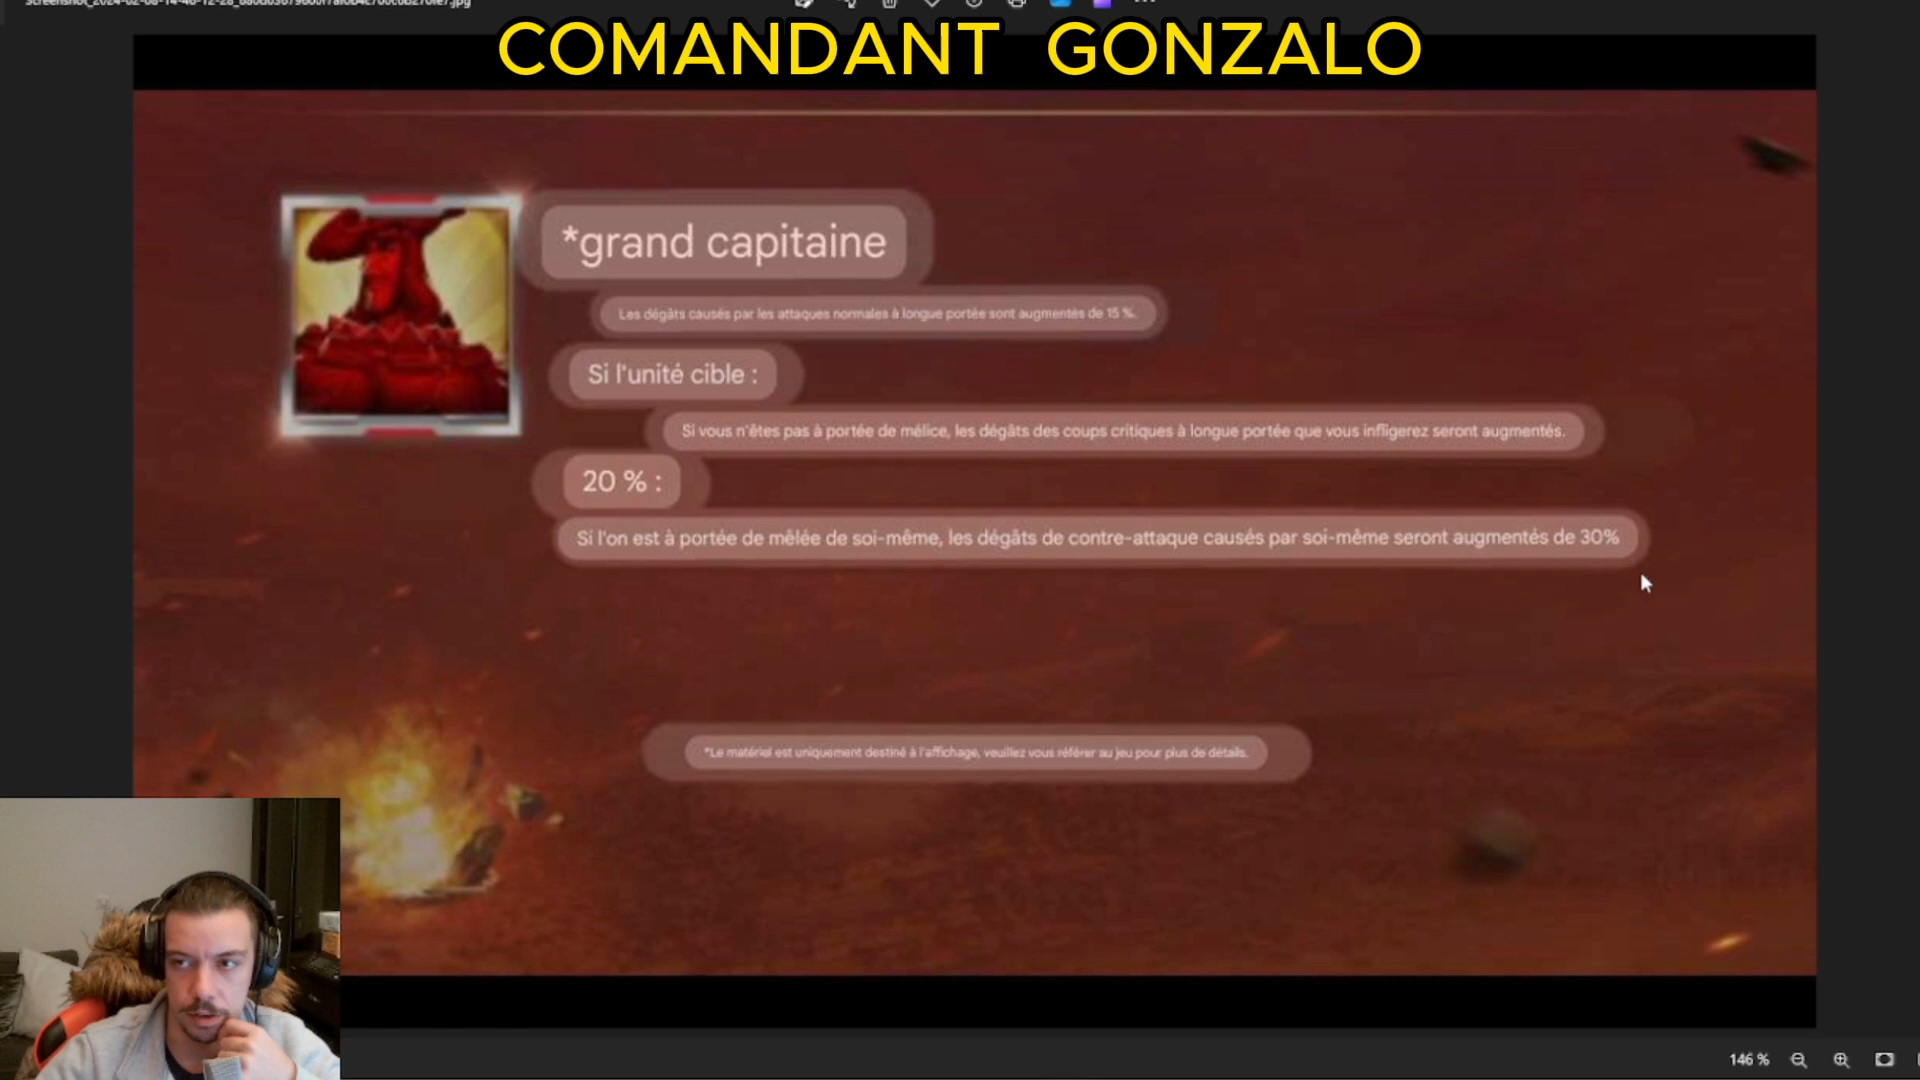 COMANDANT GONZALO
*grand capitaine
Les dégâts causés par les attaques normales à longue portée sont augmentés de 15 %.
Si l'unité cible :
Si vous n'êtes pas à portée de mélice, les dégâts des coups critiques à longue portée que vous infligerez seront augmentés.
20 % :
Si l'on est à portée de mêlée de soi-même, les dégâts de contre-attaque causés par soi-même seront augmentés de 30%
*Le matériel est uniquement destiné à l'affichage, veuillez vous référer au jeu pour plus de détails.
146 %